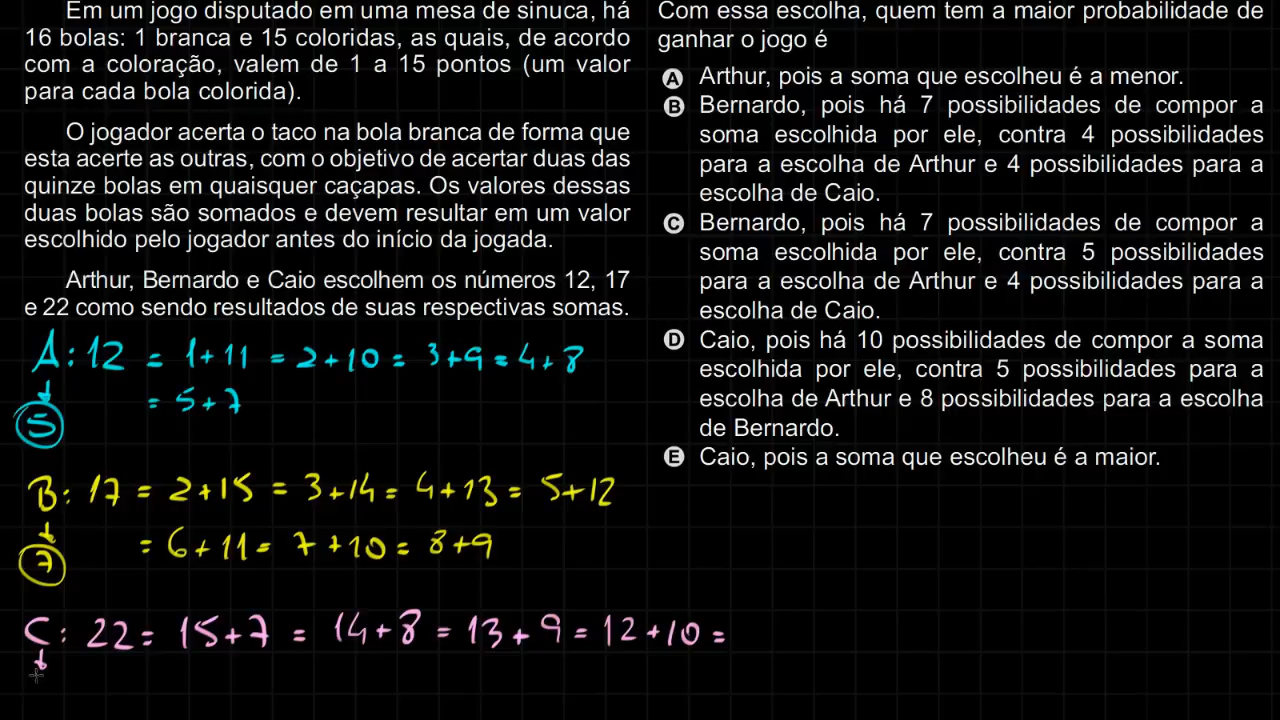 Em um jogo disputado em uma mesa de sinuca, há
16 bolas: 1 branca e 15 coloridas, as quais, de acordo
com a coloração, valem de 1 a 15 pontos (um valor
para cada bola colorida).
O jogador acerta o taco na bola branca de forma que
esta acerte as outras, com o objetivo de acertar duas das
quinze bolas em quaisquer caçapas. Os valores dessas
duas bolas são somados e devem resultar em um valor
escolhido pelo jogador antes do início da jogada.
Arthur, Bernardo e Caio escolhem os números 12, 17
e 22 como sendo resultados de suas respectivas somas.
A: 12 = 1+11 = 2+10 = 3+9 = 4+8
= 5+7
5
B: 17 = 2+15 = 3+14 = 4+13 = 5+12
= 6+11 = 7+10 = 8+9
7
C: 22 = 15+7 = 14+8 = 13+9 = 12+10 =
Com essa escolha, quem tem a maior probabilidade de
ganhar o jogo é
A Arthur, pois a soma que escolheu é a menor.
B Bernardo, pois há 7 possibilidades de compor a
soma escolhida por ele, contra 4 possibilidades
para a escolha de Arthur e 4 possibilidades para a
escolha de Caio.
C Bernardo, pois há 7 possibilidades de compor a
soma escolhida por ele, contra 5 possibilidades
para a escolha de Arthur e 4 possibilidades para a
escolha de Caio.
D Caio, pois há 10 possibilidades de compor a soma
escolhida por ele, contra 5 possibilidades para a
escolha de Arthur e 8 possibilidades para a escolha
de Bernardo.
E Caio, pois a soma que escolheu é a maior.